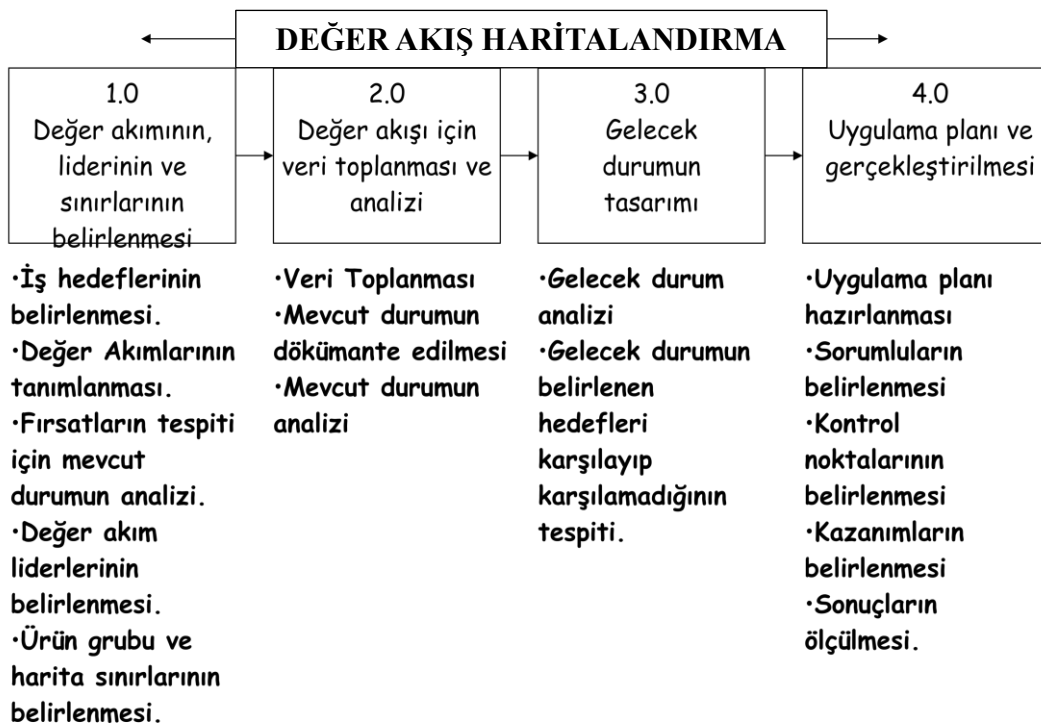 DEĞER AKIŞ HARİTALANDIRMA
1.0
Değer akımının,
liderinin ve
sınırlarının
belirlenmesi
2.0
Değer akışı için
veri toplanması ve
analizi
3.0
Gelecek
durumun
tasarımı
4.0
Uygulama planı ve
gerçekleştirilmesi
·İş hedeflerinin
belirlenmesi.
·Değer Akımlarının
tanımlanması.
·Fırsatların tespiti
için mevcut
durumun analizi.
·Değer akım
liderlerinin
belirlenmesi.
·Ürün grubu ve
harita sınırlarının
belirlenmesi.
·Veri Toplanması
·Mevcut durumun
dökümante edilmesi
·Mevcut durumun
analizi
·Gelecek durum
analizi
·Gelecek durumun
belirlenen
hedefleri
karşılayıp
karşılamadığının
tespiti.
·Uygulama planı
hazırlanması
·Sorumluların
belirlenmesi
·Kontrol
noktalarının
belirlenmesi
·Kazanımların
belirlenmesi
·Sonuçların
ölçülmesi.